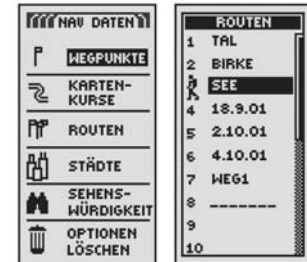 NAV DATEN
WEGPUNKTE
KARTEN-
KURSE
ROUTEN
STÄDTE
SEHENS-
WÜRDIGKEIT
OPTIONEN
LÖSCHEN
ROUTEN
1 TAL
2 BIRKE
SEE
4 18.9.01
5 2.10.01
6 4.10.01
7 WEG1
8 -------
9
10